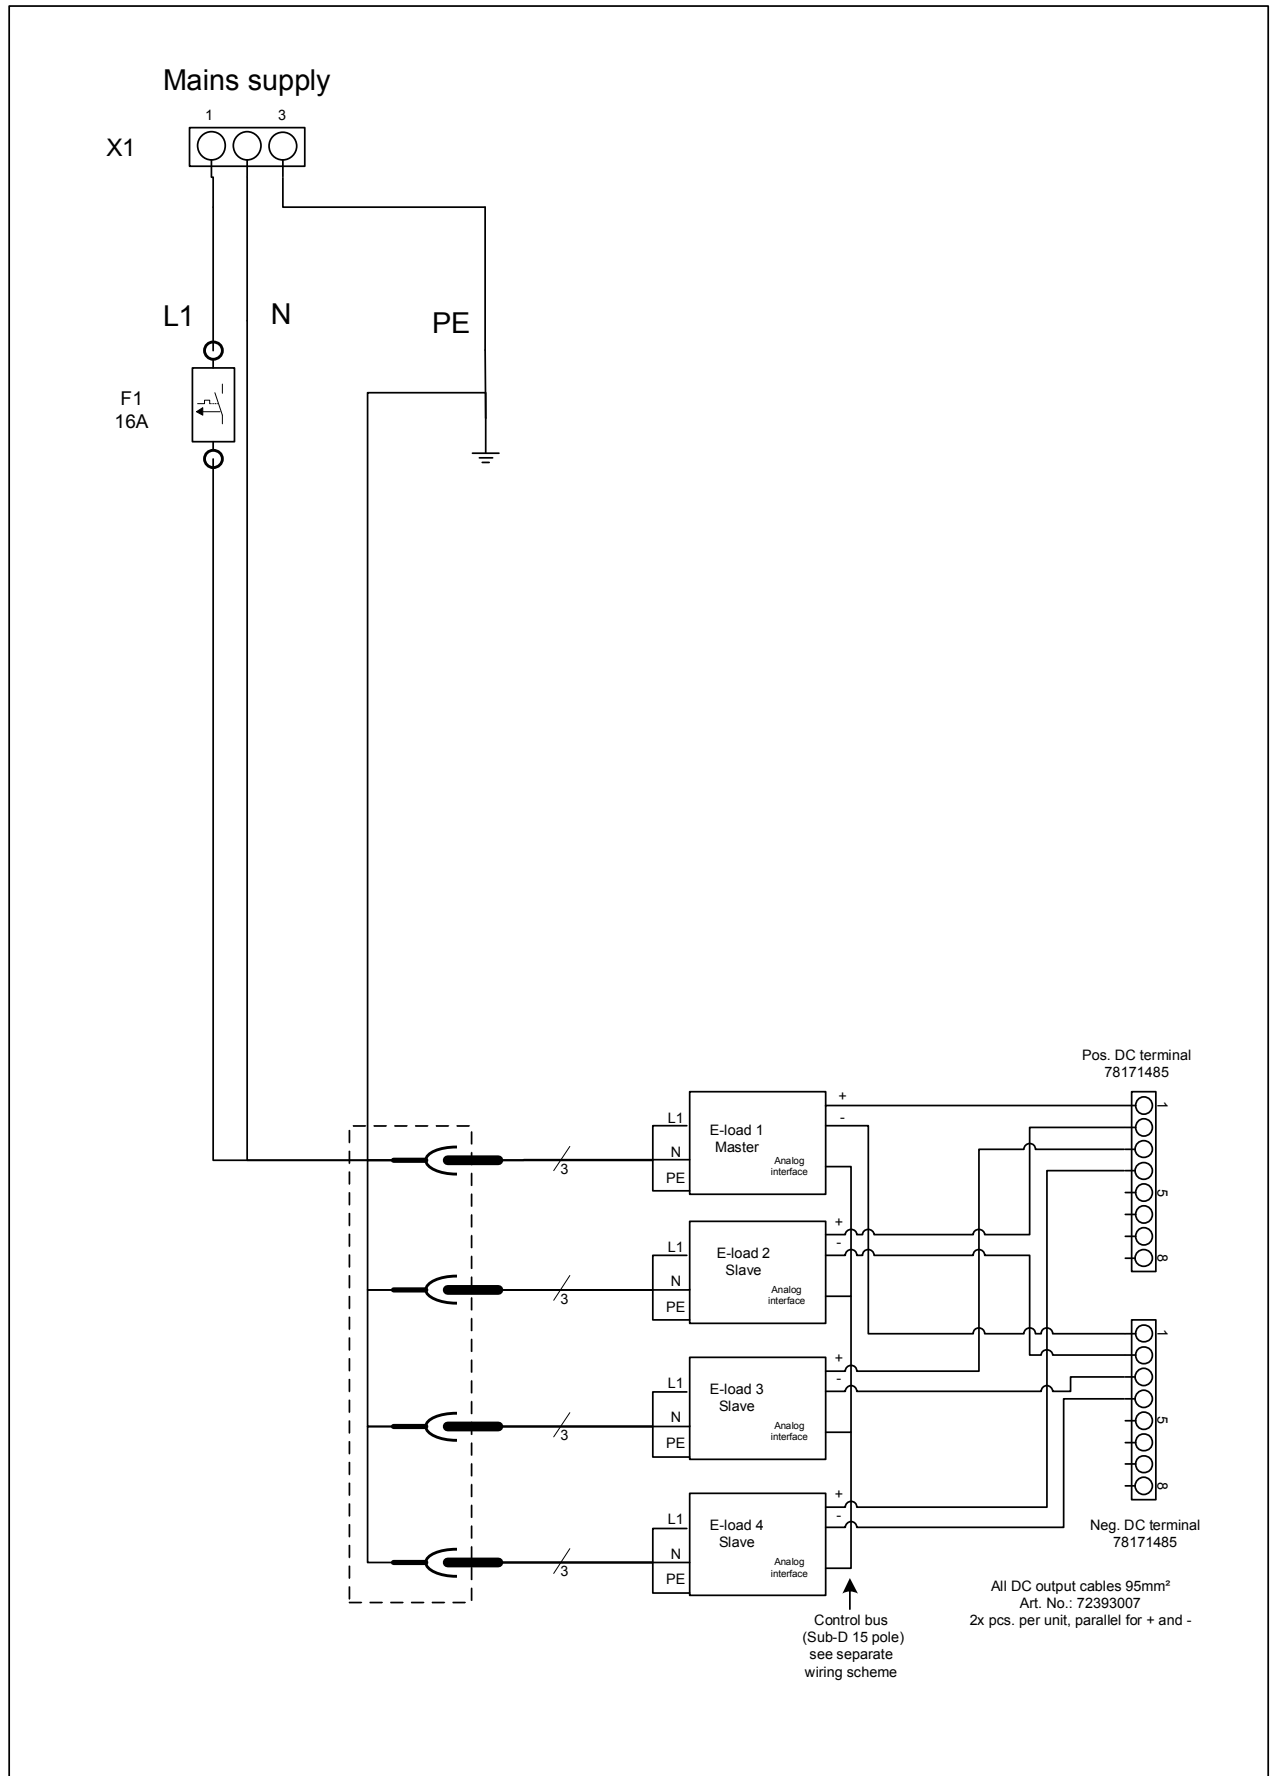 Mains supply
1 3
X1
L1 N PE
F1
16A
Pos. DC terminal
78171485
1
5
8
L1
N
PE
3
E-load 1
Master
Analog
interface
+
-
L1
N
PE
3
E-load 2
Slave
Analog
interface
+
-
1
5
8
L1
N
PE
3
E-load 3
Slave
Analog
interface
+
-
L1
N
PE
3
E-load 4
Slave
Analog
interface
+
-
Neg. DC terminal
78171485
All DC output cables 95mm²
Art. No.: 72393007
2x pcs. per unit, parallel for + and -
Control bus
(Sub-D 15 pole)
see separate
wiring scheme